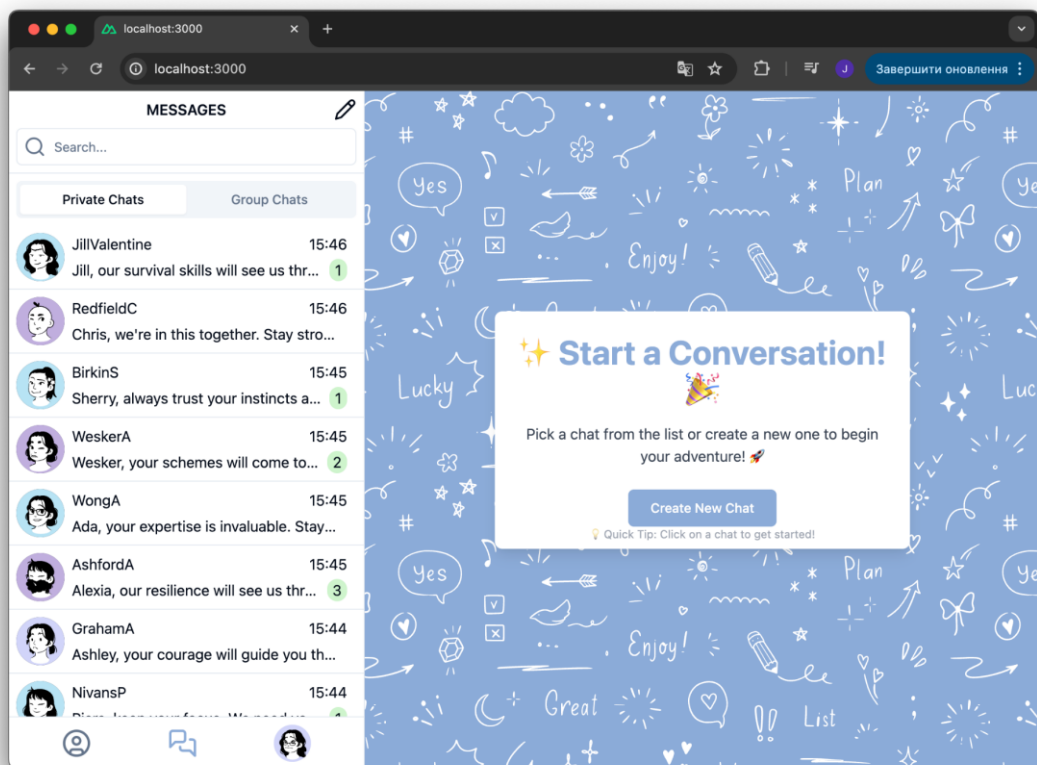 localhost:3000
localhost:3000
J
Завершити оновлення
MESSAGES
Search...
Private Chats
Group Chats
JillValentine 15:46
Jill, our survival skills will see us thr... 1
RedfieldC 15:46
Chris, we're in this together. Stay stro...
BirkinS 15:45
Sherry, always trust your instincts a... 1
WeskerA 15:45
Wesker, your schemes will come to... 2
WongA 15:45
Ada, your expertise is invaluable. Stay...
AshfordA 15:45
Alexia, our resilience will see us thr... 3
GrahamA 15:44
Ashley, your courage will guide you th...
NivansP 15:44
#
#
Yes
Plan
Ye
Enjoy!
Lucky
Luc
✨ Start a Conversation!
🎉
Pick a chat from the list or create a new one to begin
your adventure! 🚀
Create New Chat
💡 Quick Tip: Click on a chat to get started!
#
#
Yes
Plan
Ye
Enjoy!
Great
!!
List